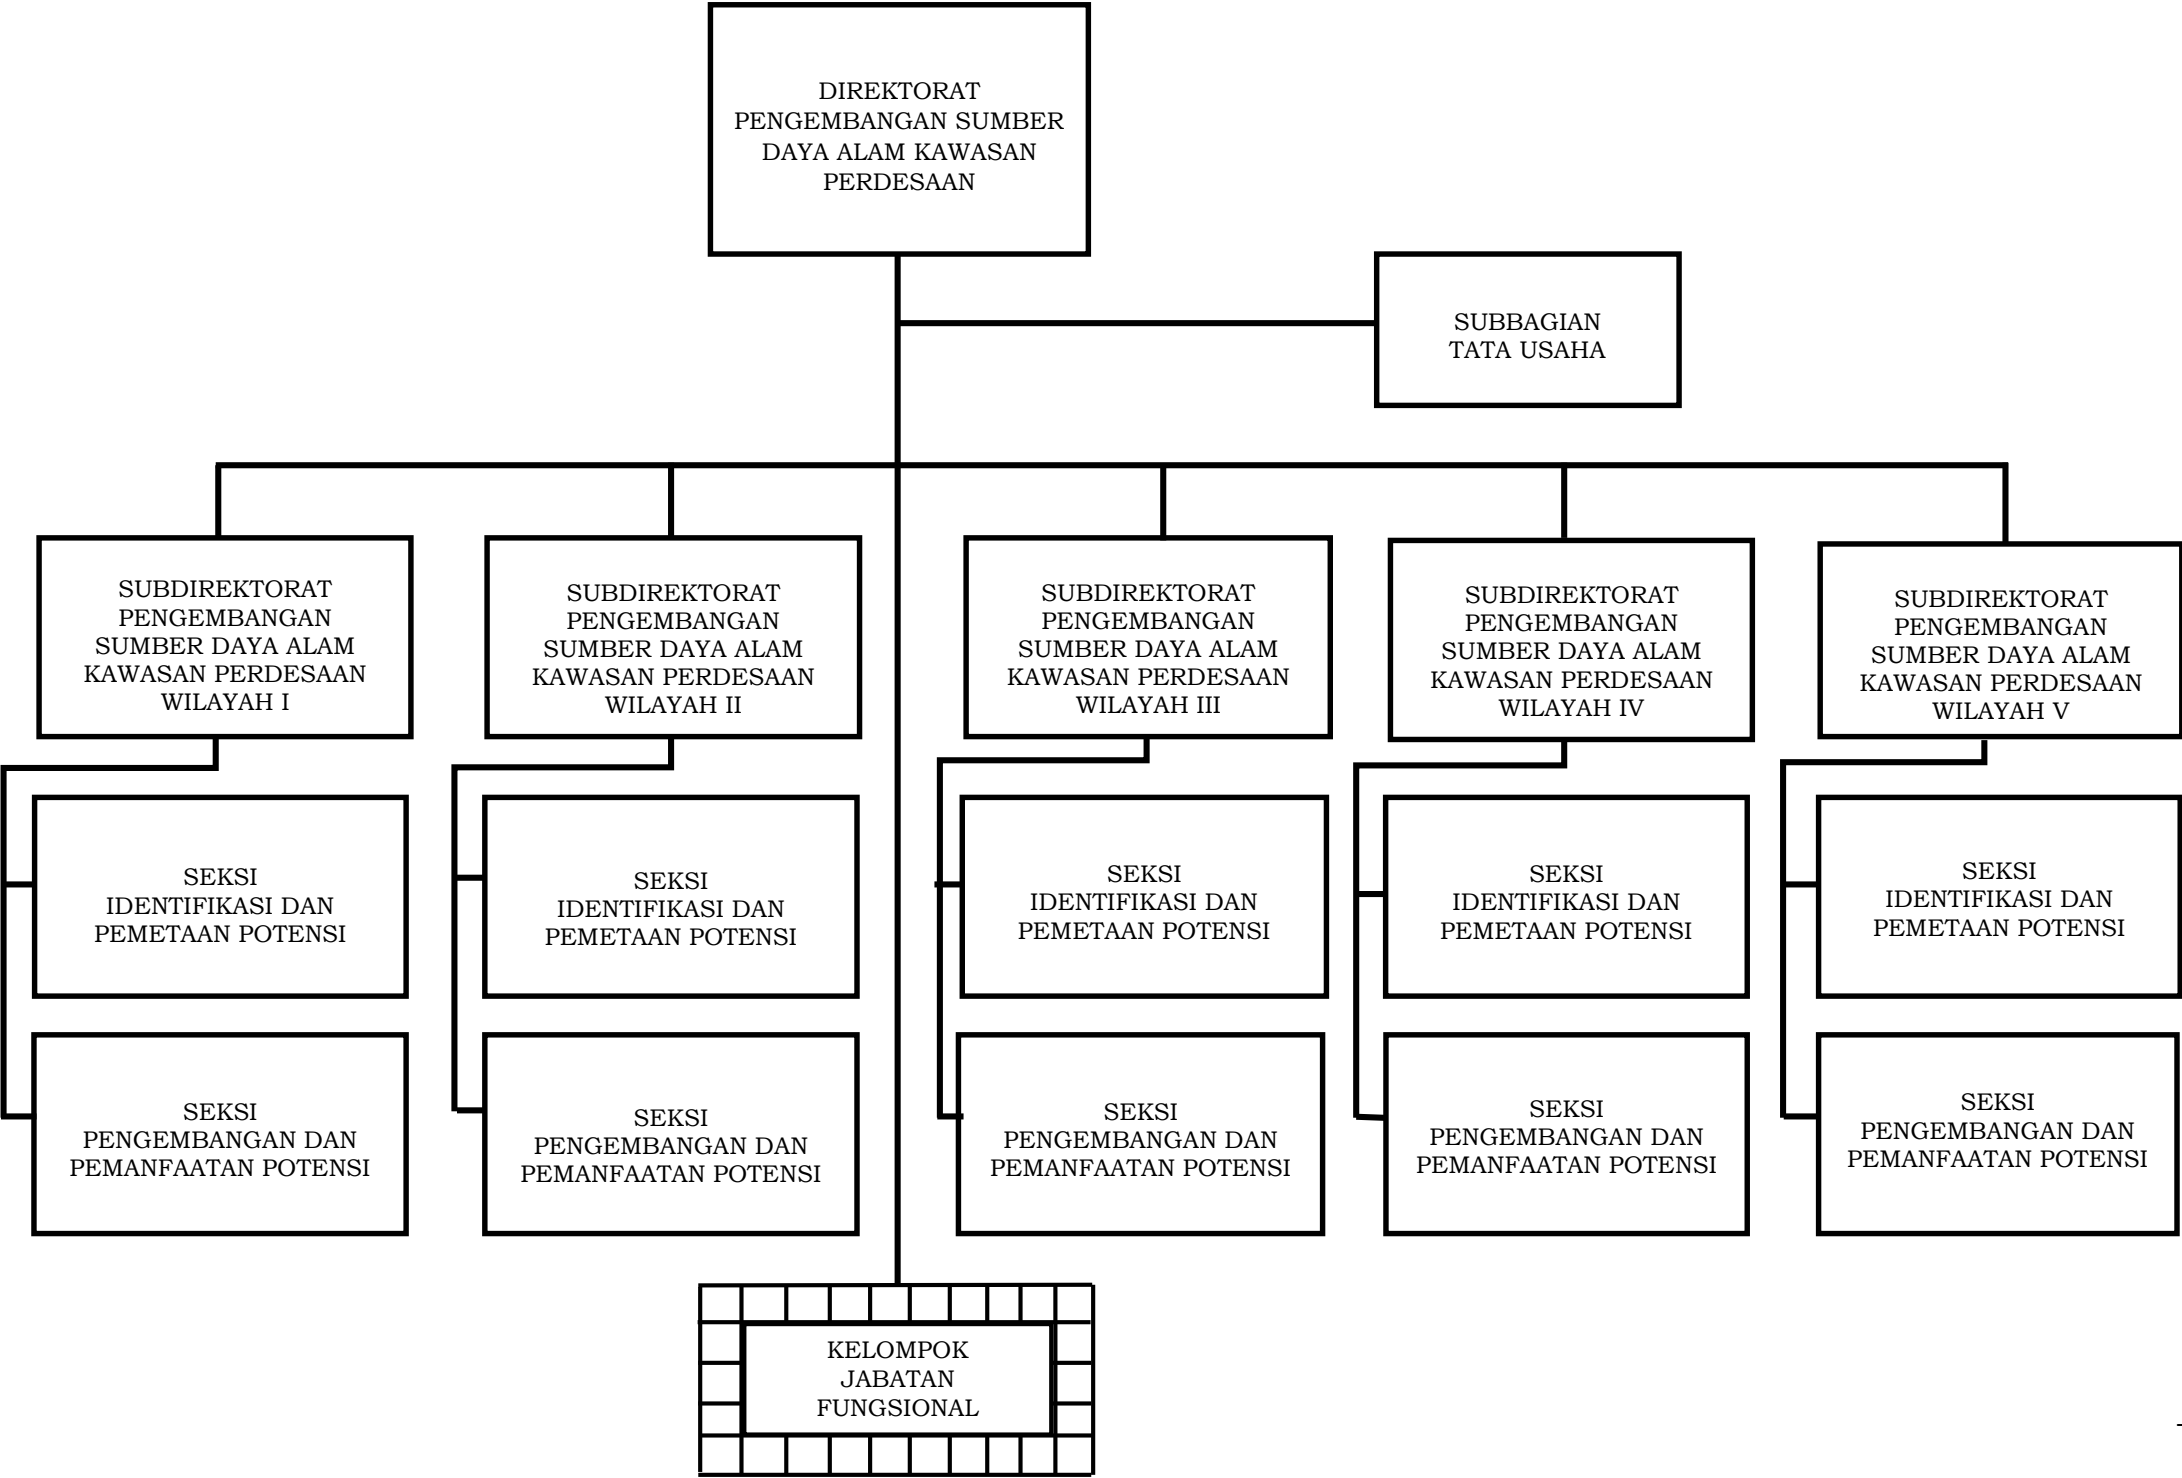 DIREKTORAT
PENGEMBANGAN SUMBER
DAYA ALAM KAWASAN
PERDESAAN
SUBBAGIAN
TATA USAHA
SUBDIREKTORAT
PENGEMBANGAN
SUMBER DAYA ALAM
KAWASAN PERDESAAN
WILAYAH I
SUBDIREKTORAT
PENGEMBANGAN
SUMBER DAYA ALAM
KAWASAN PERDESAAN
WILAYAH II
SUBDIREKTORAT
PENGEMBANGAN
SUMBER DAYA ALAM
KAWASAN PERDESAAN
WILAYAH III
SUBDIREKTORAT
PENGEMBANGAN
SUMBER DAYA ALAM
KAWASAN PERDESAAN
WILAYAH IV
SUBDIREKTORAT
PENGEMBANGAN
SUMBER DAYA ALAM
KAWASAN PERDESAAN
WILAYAH V
SEKSI
IDENTIFIKASI DAN
PEMETAAN POTENSI
SEKSI
IDENTIFIKASI DAN
PEMETAAN POTENSI
SEKSI
IDENTIFIKASI DAN
PEMETAAN POTENSI
SEKSI
IDENTIFIKASI DAN
PEMETAAN POTENSI
SEKSI
IDENTIFIKASI DAN
PEMETAAN POTENSI
SEKSI
PENGEMBANGAN DAN
PEMANFAATAN POTENSI
SEKSI
PENGEMBANGAN DAN
PEMANFAATAN POTENSI
SEKSI
PENGEMBANGAN DAN
PEMANFAATAN POTENSI
SEKSI
PENGEMBANGAN DAN
PEMANFAATAN POTENSI
SEKSI
PENGEMBANGAN DAN
PEMANFAATAN POTENSI
KELOMPOK
JABATAN
FUNGSIONAL